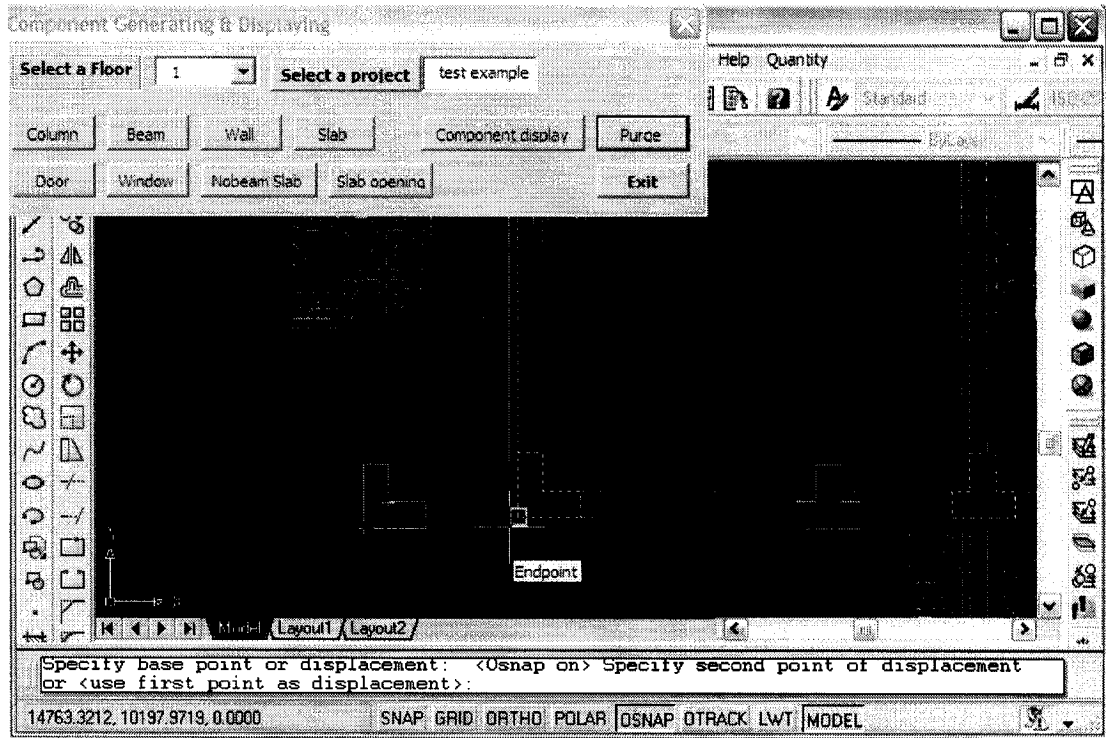 Component Generating & Displaying
Select a Floor 1 Select a project test example
Help Quantity
Standard
Column Beam Wall Slab Component display Purge
ByLayer
Door Window Nobeam Slab Slab opening Exit
Endpoint
Model Layout1 Layout2
Specify base point or displacement: <Osnap on> Specify second point of displacement
or <use first point as displacement>:
14763.3212, 10197.9719, 0.0000 SNAP GRID ORTHO POLAR OSNAP OTRACK LWT MODEL